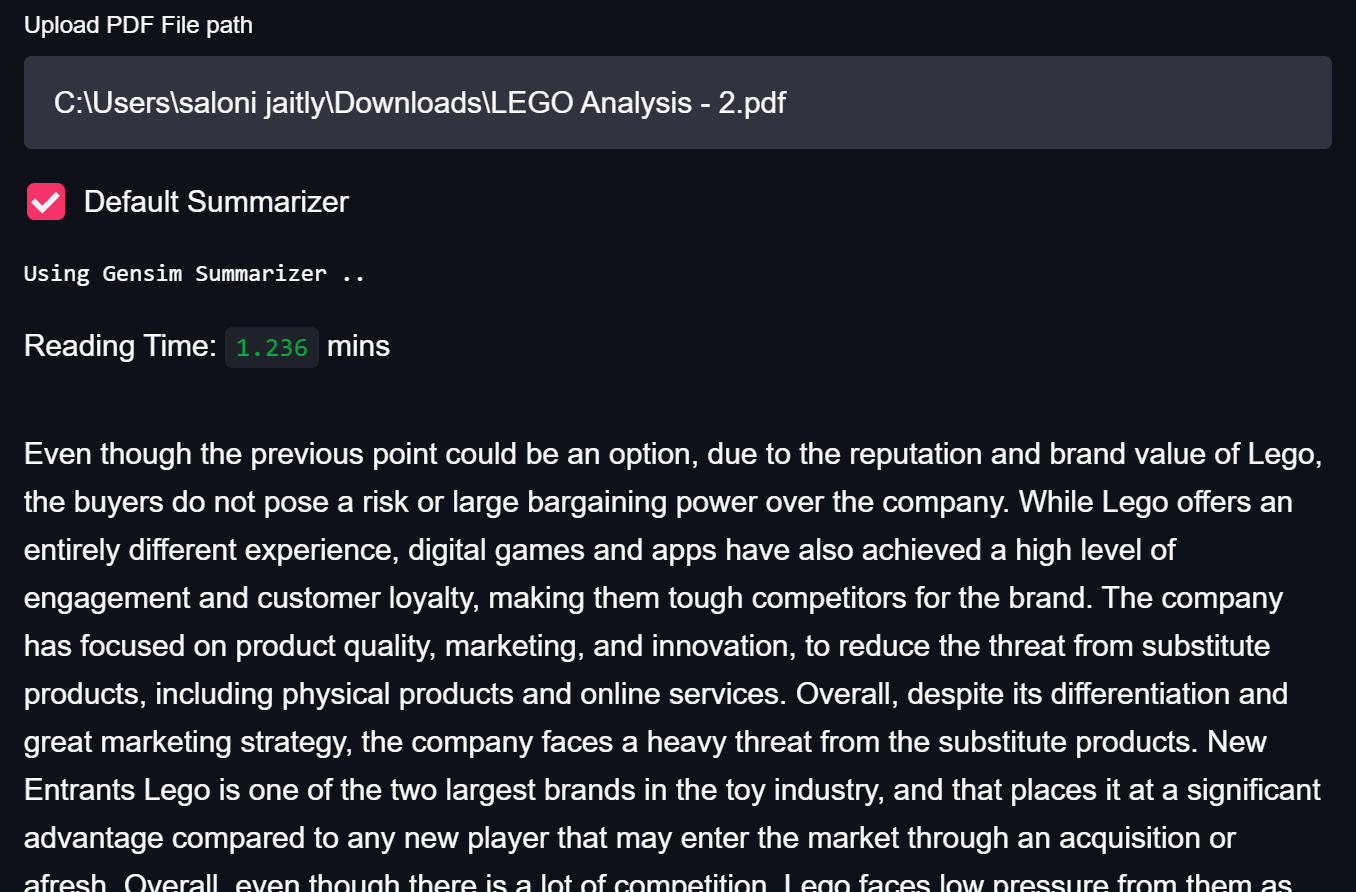 Upload PDF File path
C:\Users\saloni jaitly\Downloads\LEGO Analysis - 2.pdf
Default Summarizer
Using Gensim Summarizer ..
Reading Time: 1.236 mins
Even though the previous point could be an option, due to the reputation and brand value of Lego,
the buyers do not pose a risk or large bargaining power over the company. While Lego offers an
entirely different experience, digital games and apps have also achieved a high level of
engagement and customer loyalty, making them tough competitors for the brand. The company
has focused on product quality, marketing, and innovation, to reduce the threat from substitute
products, including physical products and online services. Overall, despite its differentiation and
great marketing strategy, the company faces a heavy threat from the substitute products. New
Entrants Lego is one of the two largest brands in the toy industry, and that places it at a significant
advantage compared to any new player that may enter the market through an acquisition or
afresh. Overall, even though there is a lot of competition, Lego faces low pressure from them as